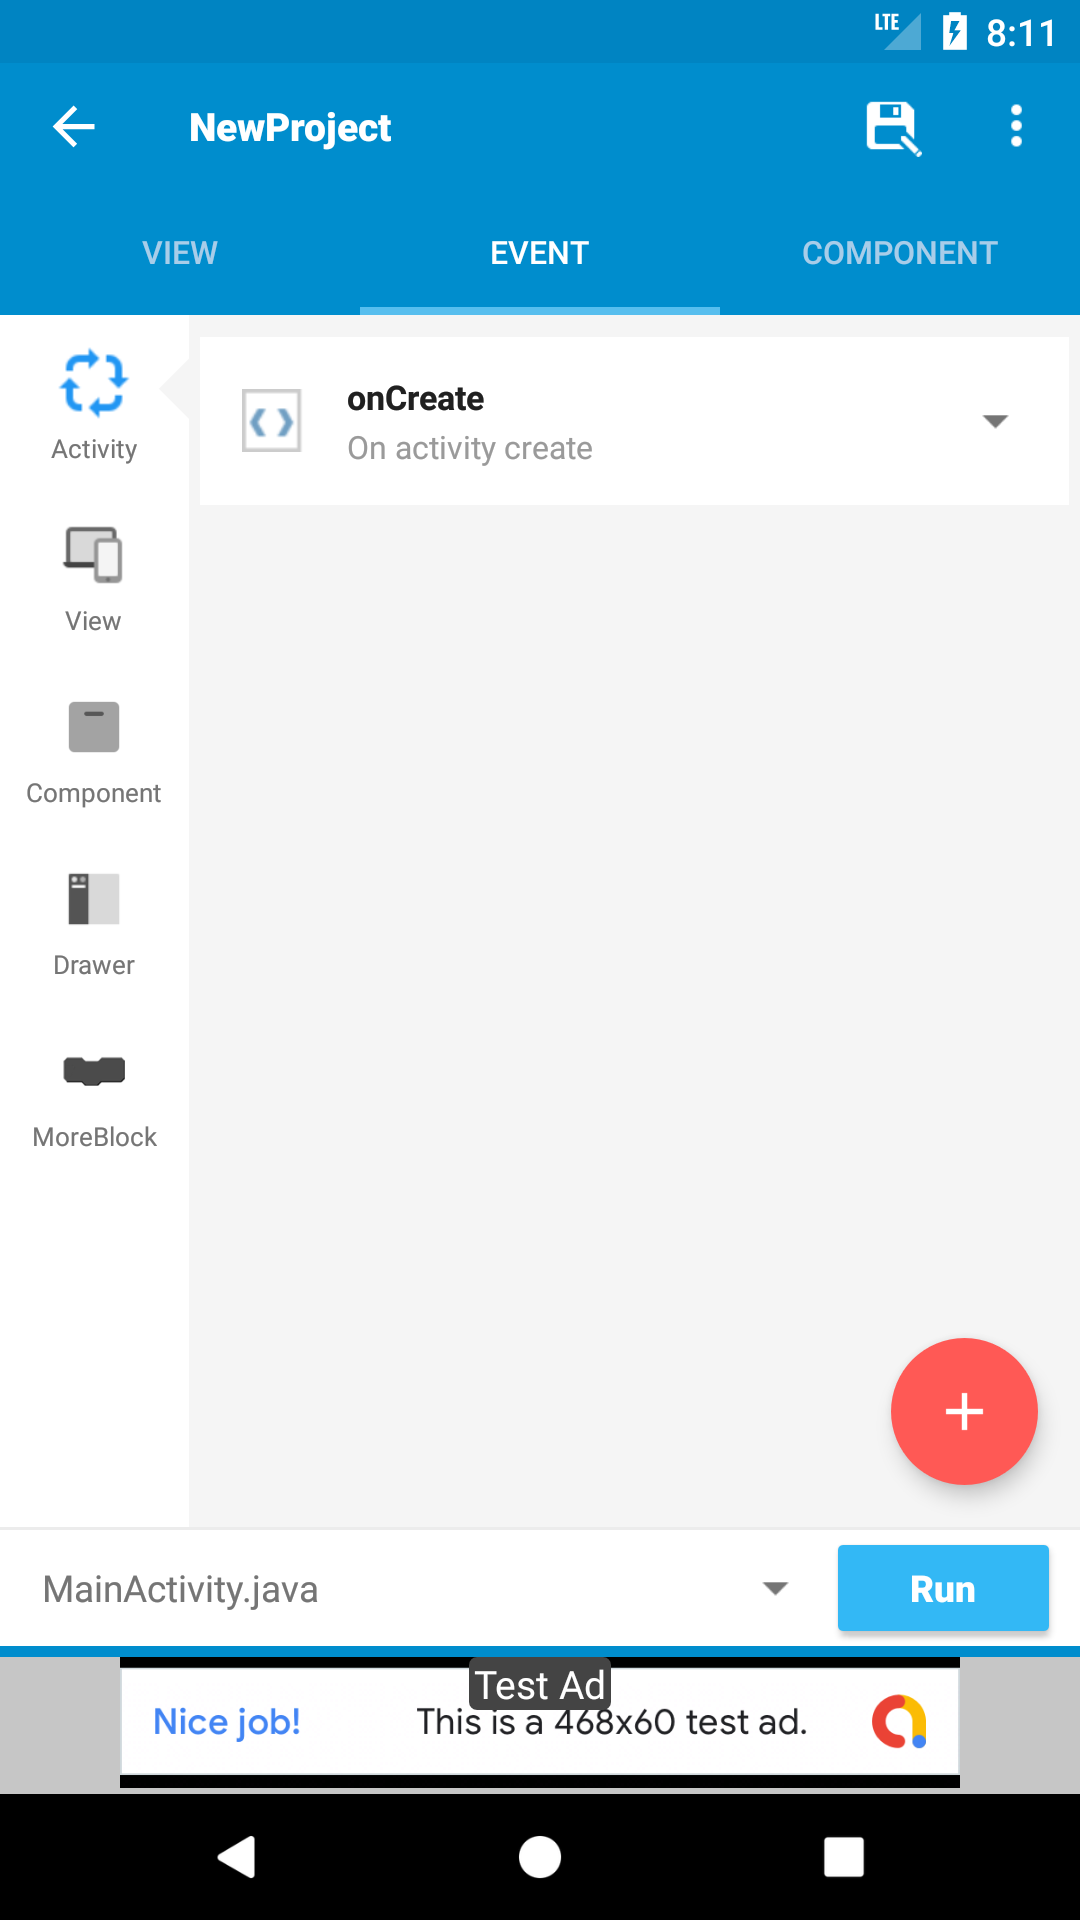 LTE 8:11
NewProject
VIEW EVENT COMPONENT
Activity
onCreate
On activity create
View
Component
Drawer
MoreBlock
MainActivity.java Run
Test Ad
Nice job! This is a 468x60 test ad.